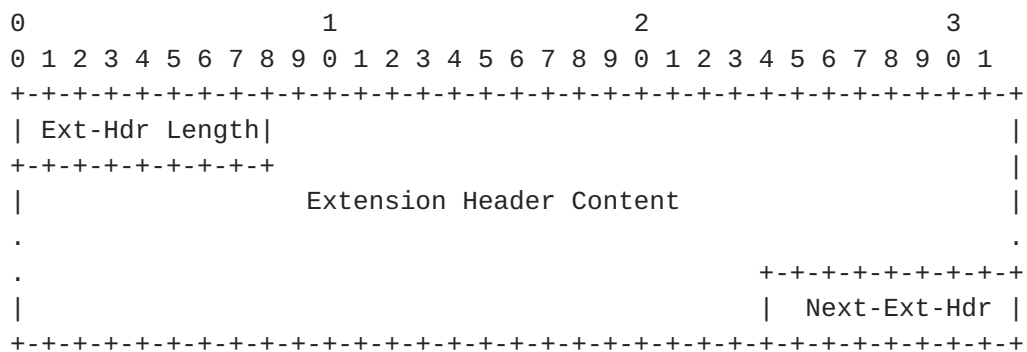 0                   1                   2                   3
0 1 2 3 4 5 6 7 8 9 0 1 2 3 4 5 6 7 8 9 0 1 2 3 4 5 6 7 8 9 0 1
+-+-+-+-+-+-+-+-+-+-+-+-+-+-+-+-+-+-+-+-+-+-+-+-+-+-+-+-+-+-+-+-+
| Ext-Hdr Length|                                               |
+-+-+-+-+-+-+-+-+                                               |
|                  Extension Header Content                     |
.                                                               .
.                                               +-+-+-+-+-+-+-+-+
|                                               |  Next-Ext-Hdr |
+-+-+-+-+-+-+-+-+-+-+-+-+-+-+-+-+-+-+-+-+-+-+-+-+-+-+-+-+-+-+-+-+